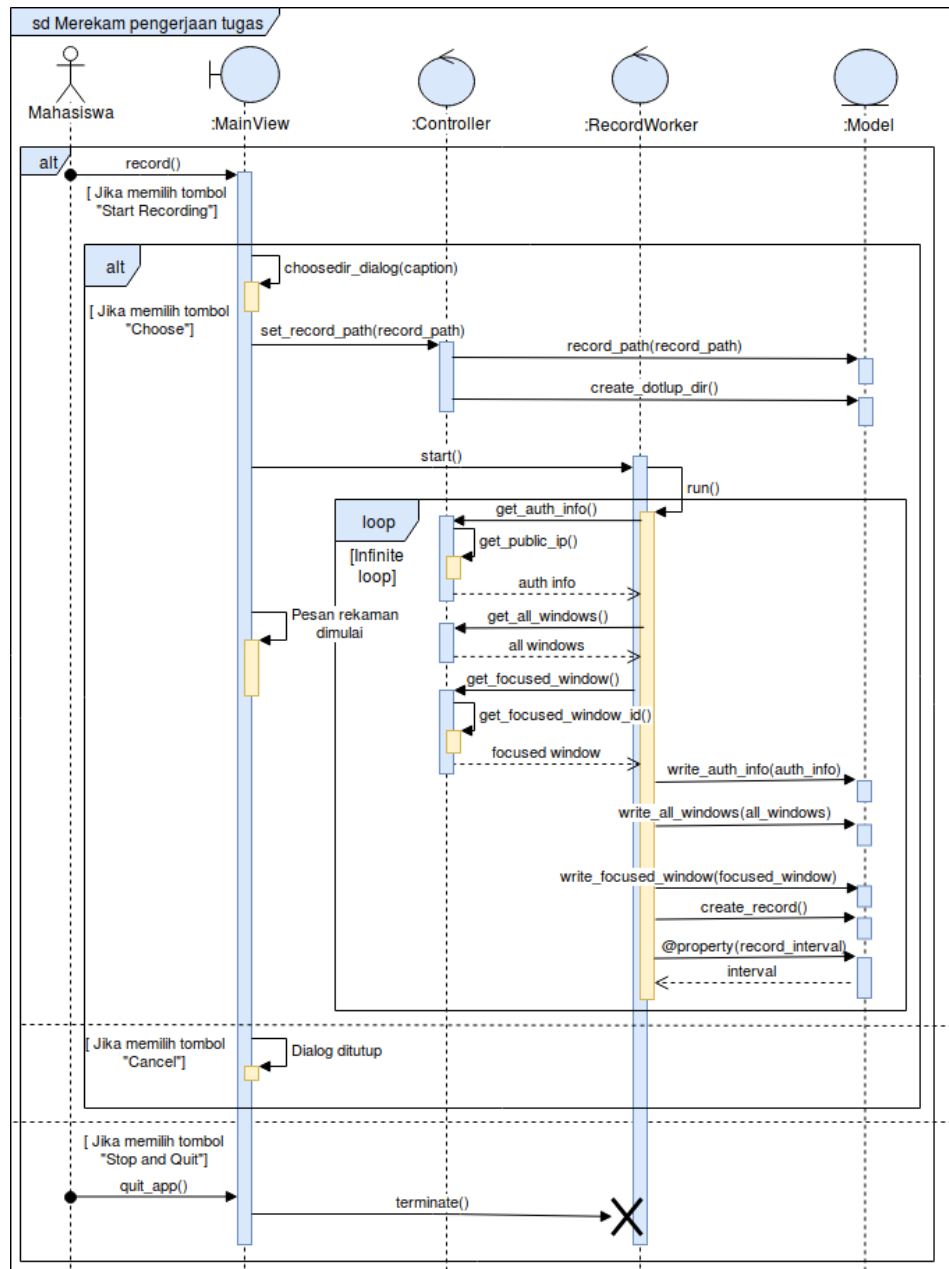 sd Merekam pengerjaan tugas
Mahasiswa
:MainView
:Controller
:RecordWorker
:Model
alt
record()
[ Jika memilih tombol
"Start Recording"]
alt
choosedir_dialog(caption)
[ Jika memilih tombol
"Choose"]
set_record_path(record_path)
record_path(record_path)
create_dotlup_dir()
start()
run()
loop
[Infinite
loop]
get_auth_info()
get_public_ip()
auth info
Pesan rekaman
dimulai
get_all_windows()
all windows
get_focused_window()
get_focused_window_id()
focused window
write_auth_info(auth_info)
write_all_windows(all_windows)
write_focused_window(focused_window)
create_record()
@property(record_interval)
interval
[ Jika memilih tombol
"Cancel"]
Dialog ditutup
[ Jika memilih tombol
"Stop and Quit"]
quit_app()
terminate()